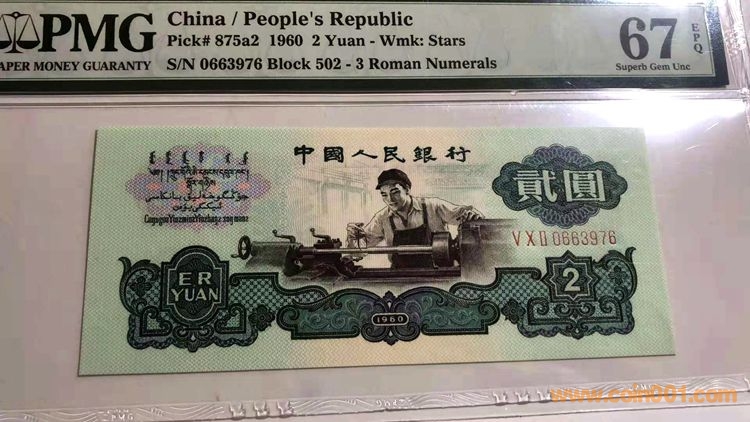 PMG
PAPER MONEY GUARANTY
China / People's Republic
Pick# 875a2 1960 2 Yuan - Wmk: Stars
S/N 0663976 Block 502 - 3 Roman Numerals
67 EPQ
Superb Gem Unc
中國人民銀行
貳圓
VXII 0663976
ER
YUAN
2
1960
www.coin001.com
PMG
PMG